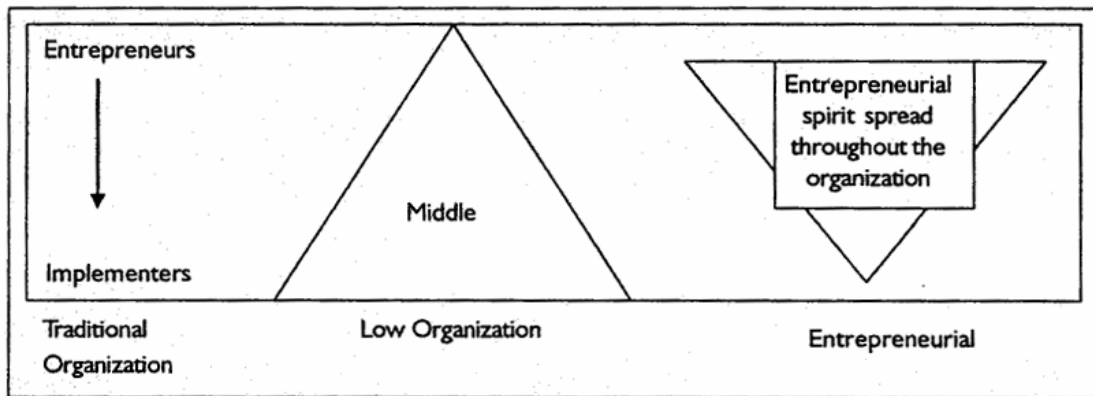 Entrepreneurs
Implementers
Middle
Entrepreneurial
spirit spread
throughout the
organization
Traditional
Organization
Low Organization
Entrepreneurial